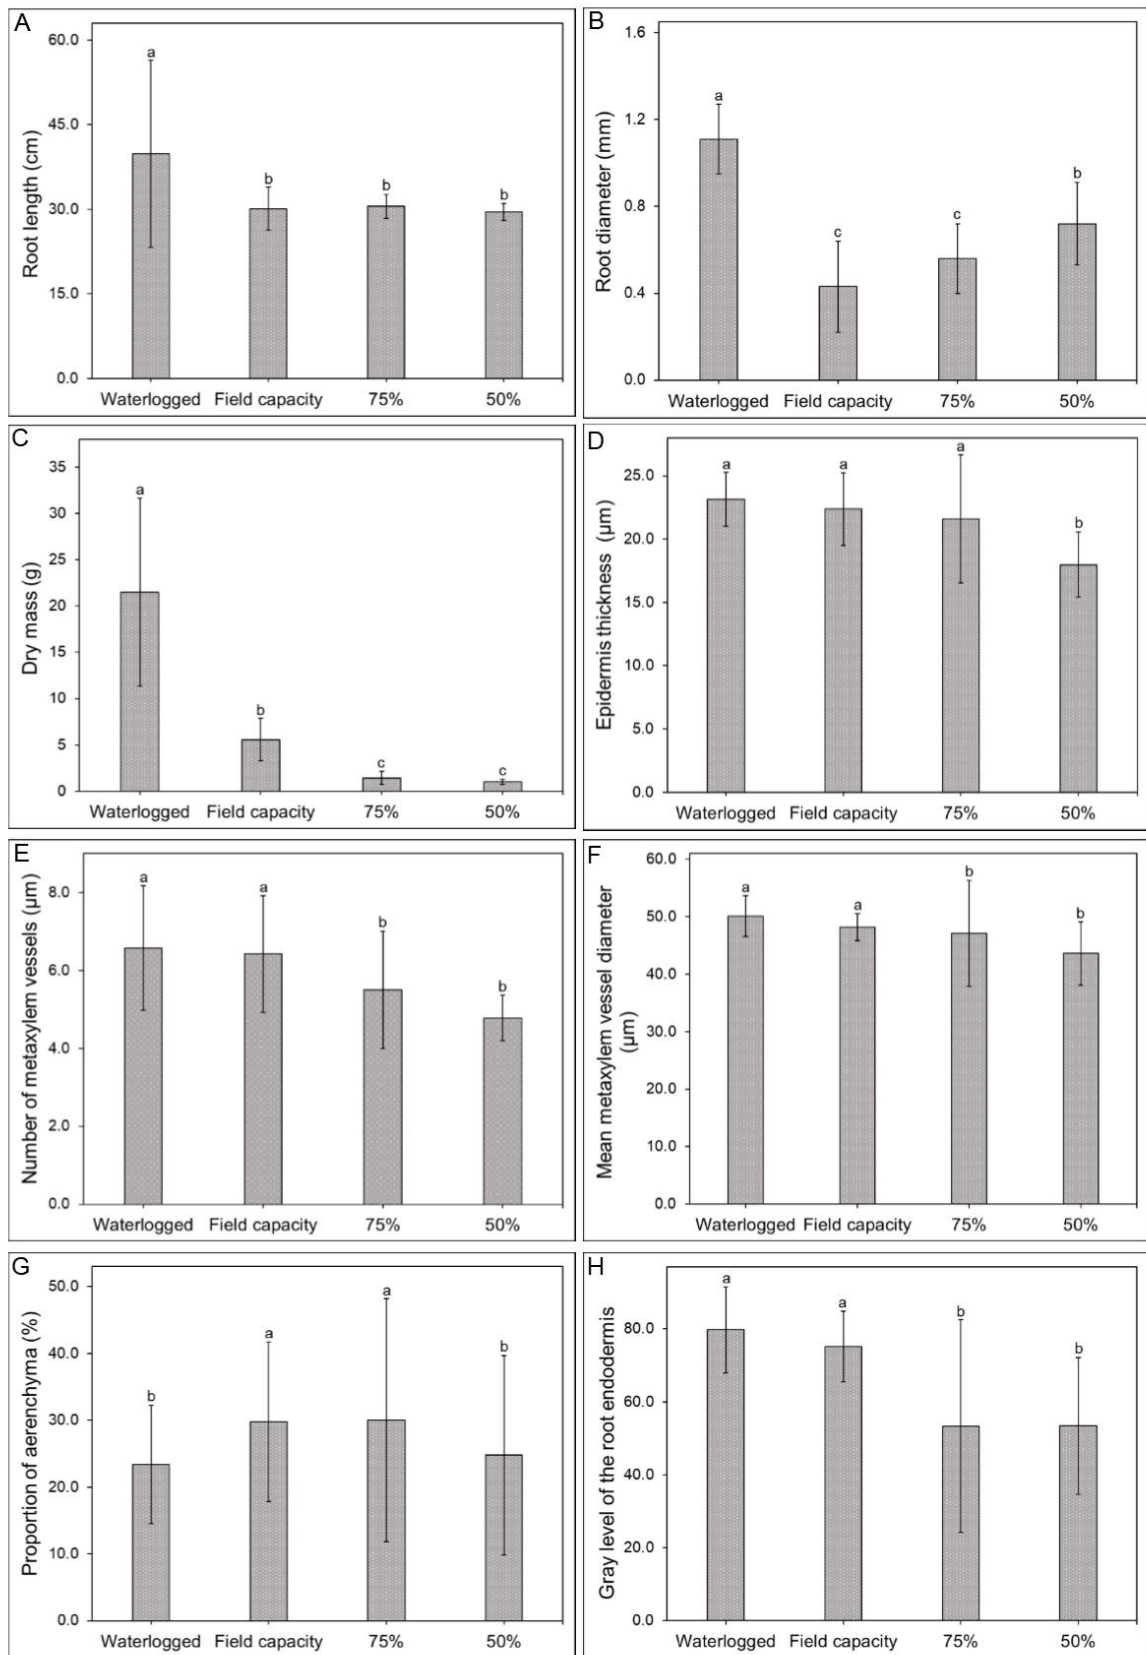 A
Root length (cm)
60.0
45.0
30.0
15.0
0.0
a
b
b
b
Waterlogged Field capacity 75% 50%
B
Root diameter (mm)
1.6
1.2
0.8
0.4
0.0
a
c
c
b
Waterlogged Field capacity 75% 50%
C
Dry mass (g)
35
30
25
20
15
10
5
0
a
b
c
c
Waterlogged Field capacity 75% 50%
D
Epidermis thickness (µm)
25.0
20.0
15.0
10.0
5.0
0.0
a
a
a
b
Waterlogged Field capacity 75% 50%
E
Number of metaxylem vessels (µm)
8.0
6.0
4.0
2.0
0.0
a
a
b
b
Waterlogged Field capacity 75% 50%
F
Mean metaxylem vessel diameter
(µm)
60.0
50.0
40.0
30.0
20.0
10.0
0.0
a
a
b
b
Waterlogged Field capacity 75% 50%
G
Proportion of aerenchyma (%)
50.0
40.0
30.0
20.0
10.0
0.0
b
a
a
b
Waterlogged Field capacity 75% 50%
H
Gray level of the root endodermis
80.0
60.0
40.0
20.0
0.0
a
a
b
b
Waterlogged Field capacity 75% 50%